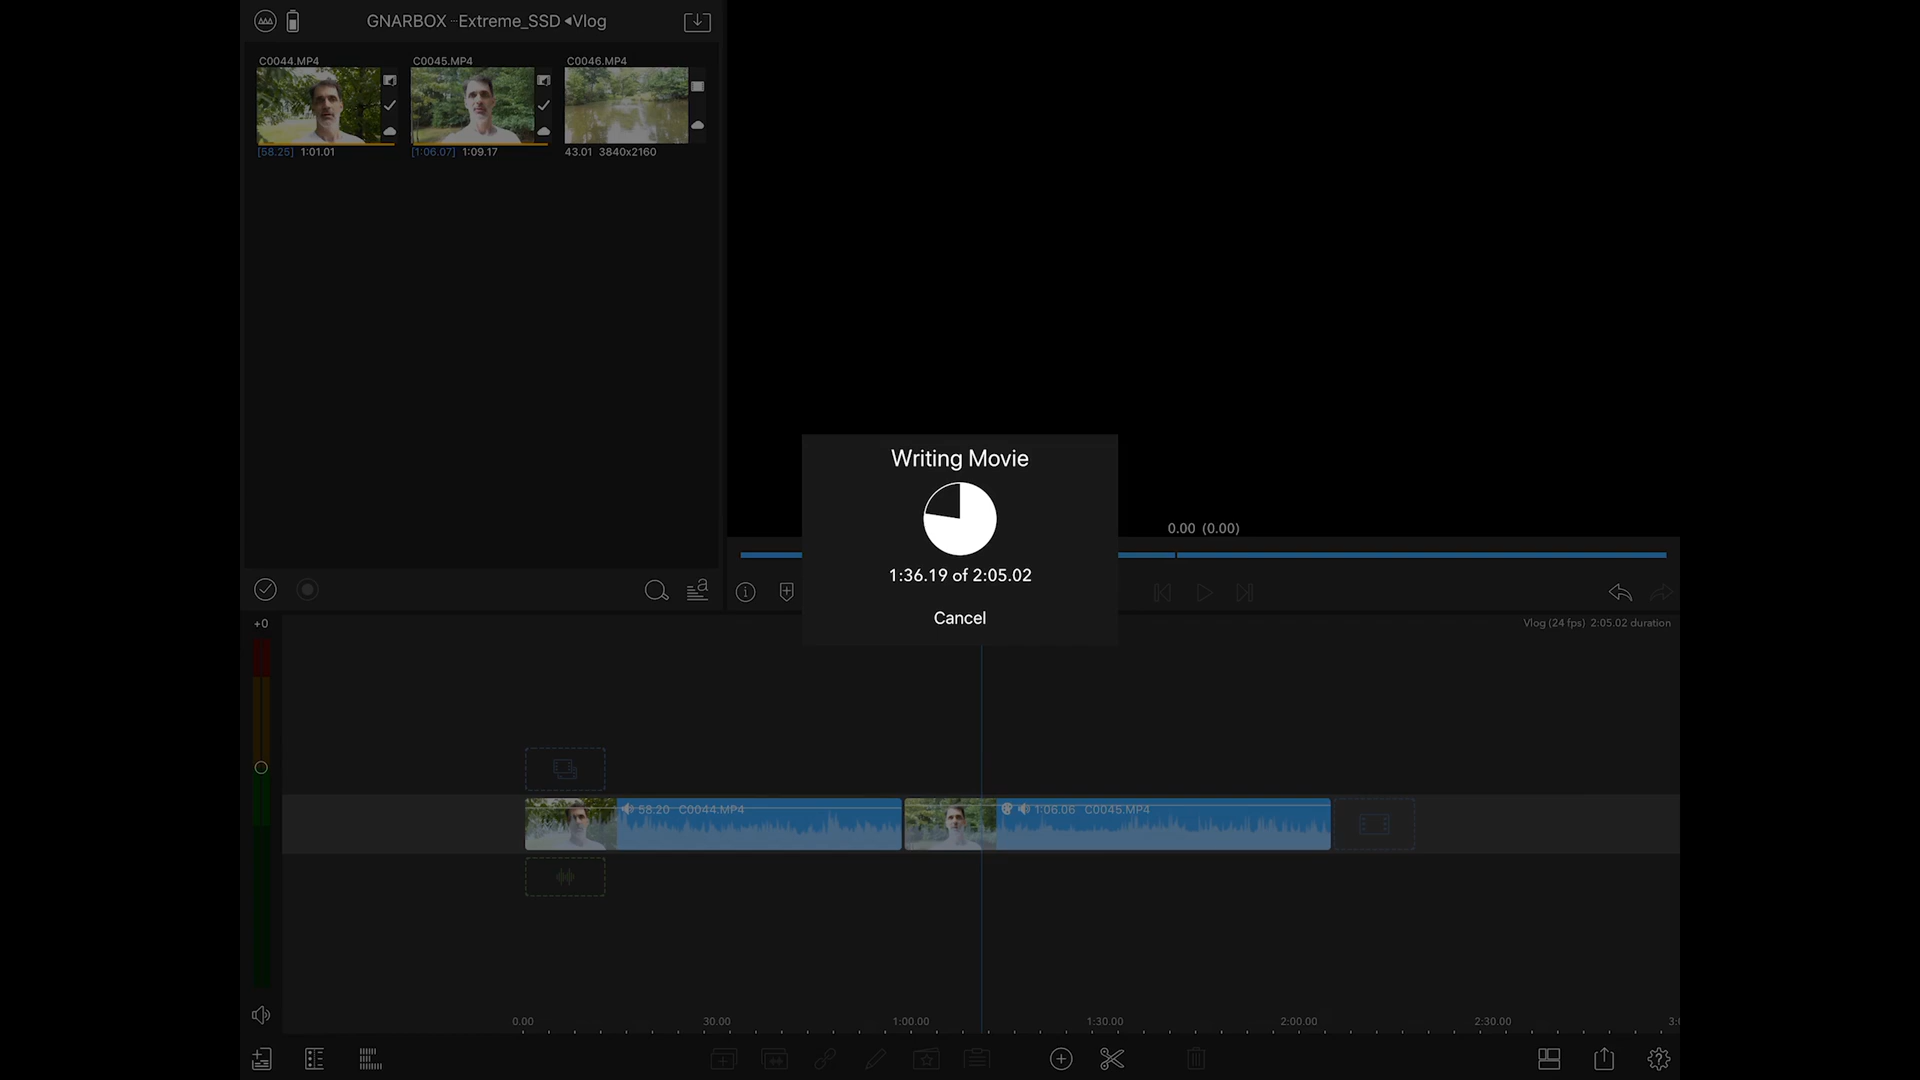 GNARBOX ··Extreme_SSD ◂Vlog
C0044.MP4 C0045.MP4 C0046.MP4
[58.25] 1:01.01 [1:06.07] 1:09.17 43.01 3840x2160
Writing Movie
0.00 (0.00)
1:36.19 of 2:05.02
Cancel
+0
Vlog (24 fps) 2:05.02 duration
58.20 C0044.MP4 1:06.06 C0045.MP4
0.00 30.00 1:00.00 1:30.00 2:00.00 2:30.00